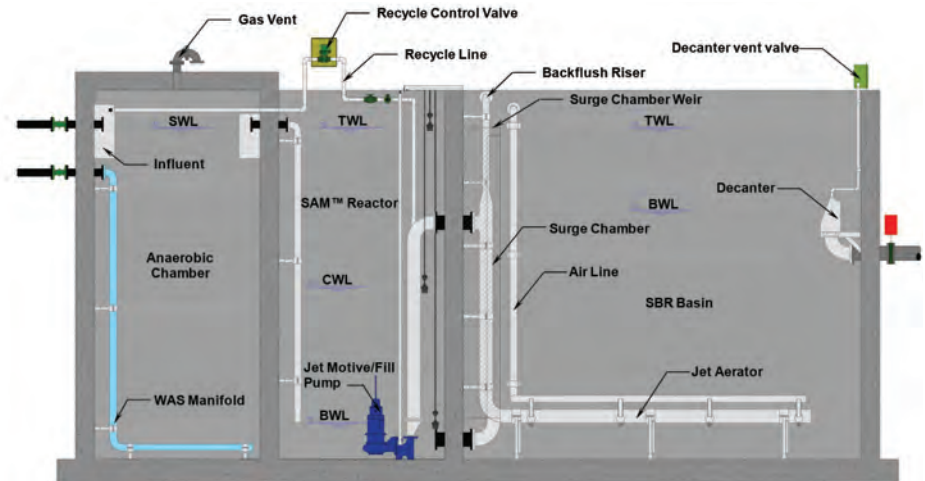 Gas Vent
Recycle Control Valve
Recycle Line
Decanter vent valve
Backflush Riser
Surge Chamber Weir
SWL
TWL
TWL
Influent
Decanter
SAM™ Reactor
BWL
Surge Chamber
Anaerobic
Chamber
CWL
Air Line
SBR Basin
Jet Motive/Fill
Pump
Jet Aerator
WAS Manifold
BWL